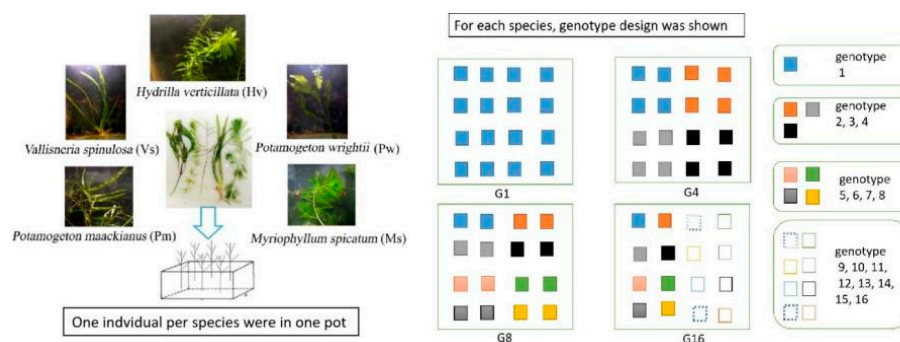 Hydrilla verticillata (Hv)
Vallisneria spinulosa (Vs)
Potamogeton wrightii (Pw)
Potamogeton maackianus (Pm)
Myriophyllum spicatum (Ms)
One indvidual per species were in one pot
For each species, genotype design was shown
G1
G4
G8
G16
genotype
1
genotype
2, 3, 4
genotype
5, 6, 7, 8
genotype
9, 10, 11,
12, 13, 14,
15, 16